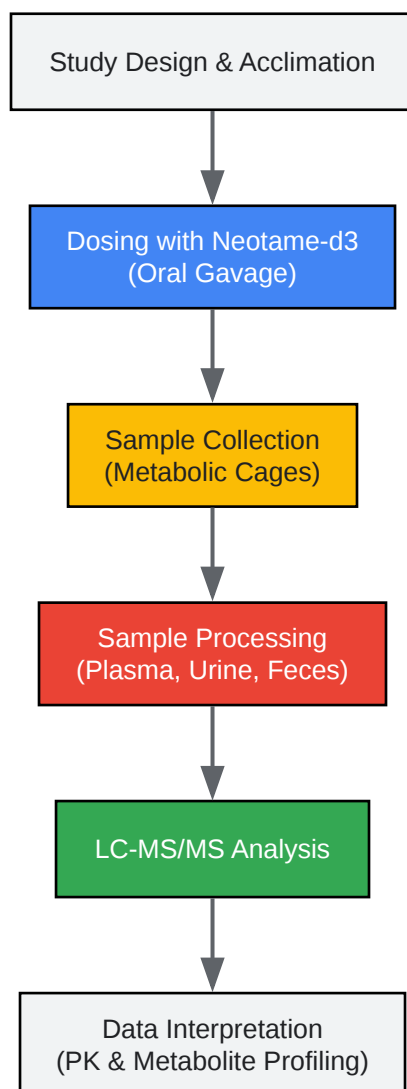 Study Design & Acclimation
Dosing with Neotame-d3
(Oral Gavage)
Sample Collection
(Metabolic Cages)
Sample Processing
(Plasma, Urine, Feces)
LC-MS/MS Analysis
Data Interpretation
(PK & Metabolite Profiling)